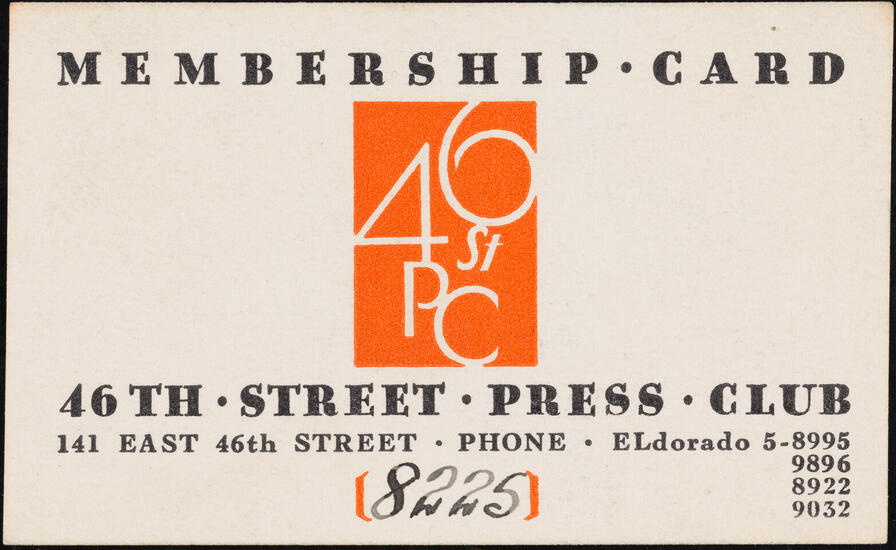 MEMBERSHIP · CARD
46
St
PC
46TH · STREET · PRESS · CLUB
141 EAST 46th STREET · PHONE · ELdorado 5-8995
9896
8922
9032
[8225]